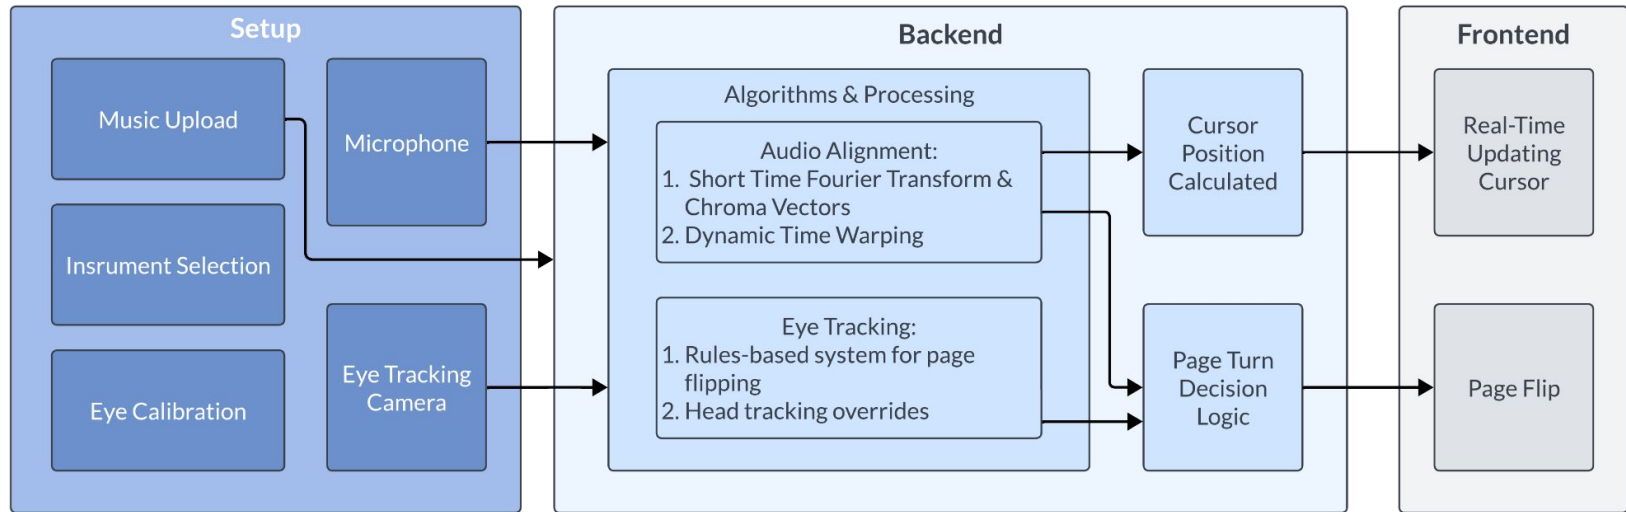 Setup
Music Upload
Microphone
Insrument Selection
Eye Calibration
Eye Tracking
Camera
Backend
Algorithms & Processing
Audio Alignment:
1. Short Time Fourier Transform &
Chroma Vectors
2. Dynamic Time Warping
Eye Tracking:
1. Rules-based system for page
flipping
2. Head tracking overrides
Cursor
Position
Calculated
Page Turn
Decision
Logic
Frontend
Real-Time
Updating
Cursor
Page Flip